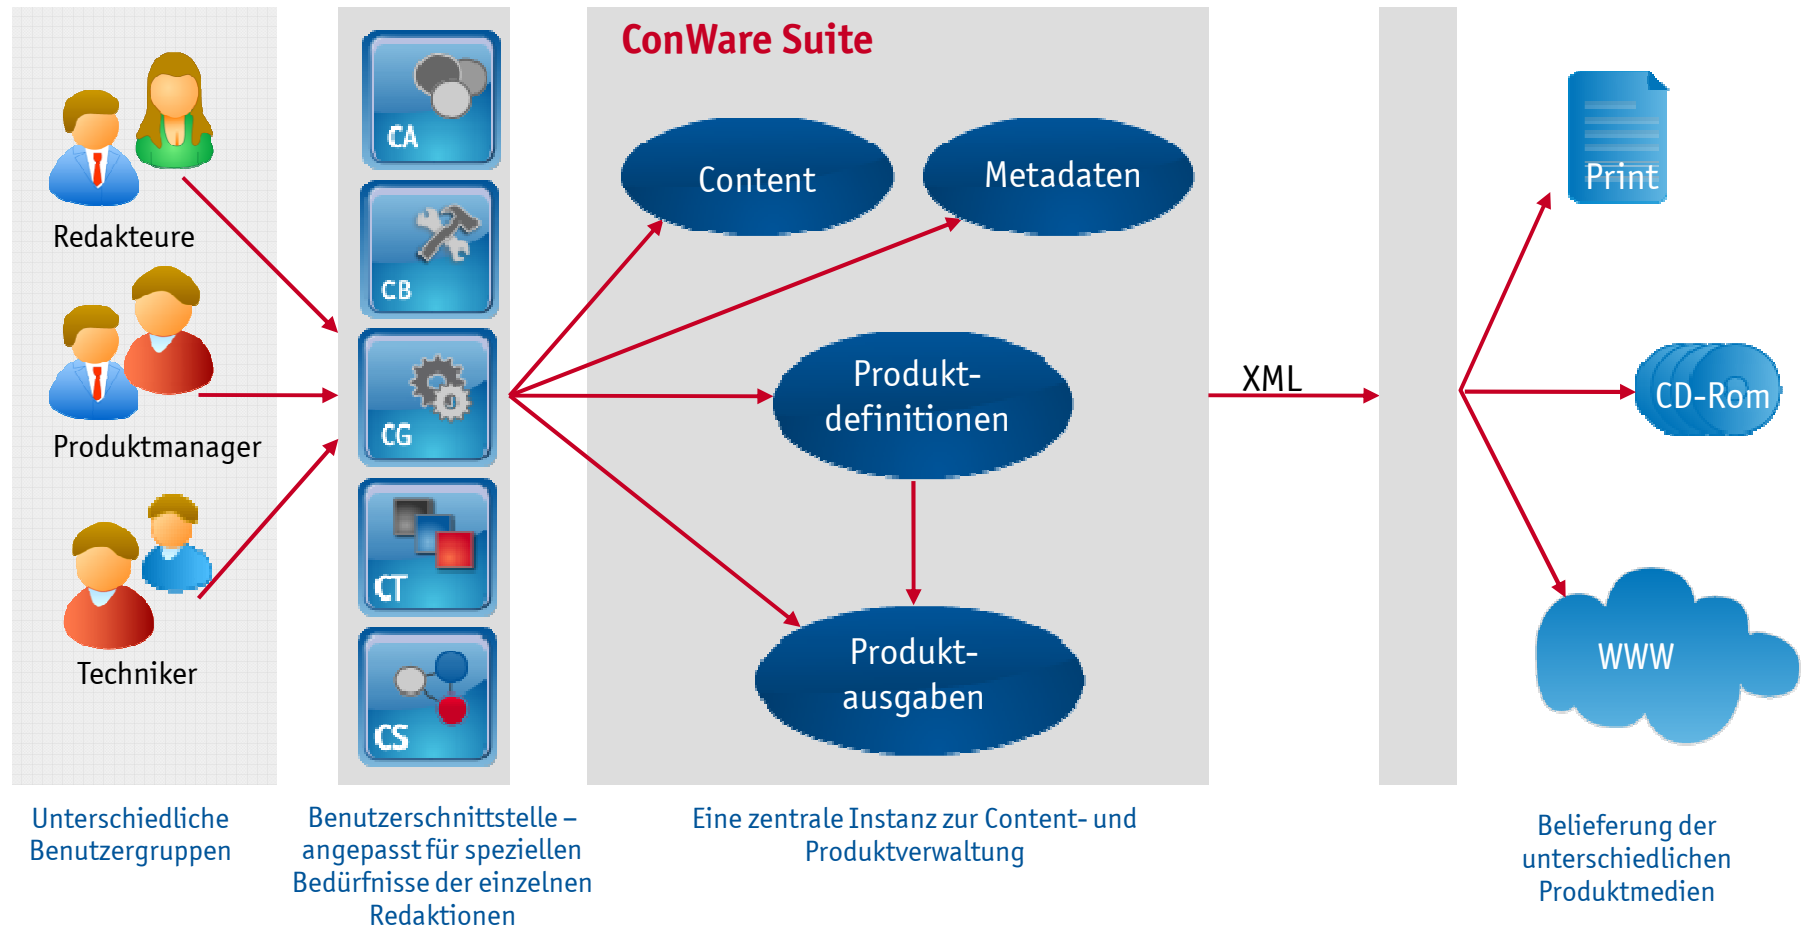 ConWare Suite
Redakteure
Produktmanager
Techniker
CA
CB
CG
CT
CS
Content
Metadaten
Produkt-
definitionen
Produkt-
ausgaben
XML
Print
CD-Rom
WWW
Unterschiedliche
Benutzergruppen
Benutzerschnittstelle –
angepasst für speziellen
Bedürfnisse der einzelnen
Redaktionen
Eine zentrale Instanz zur Content- und
Produktverwaltung
Belieferung der
unterschiedlichen
Produktmedien